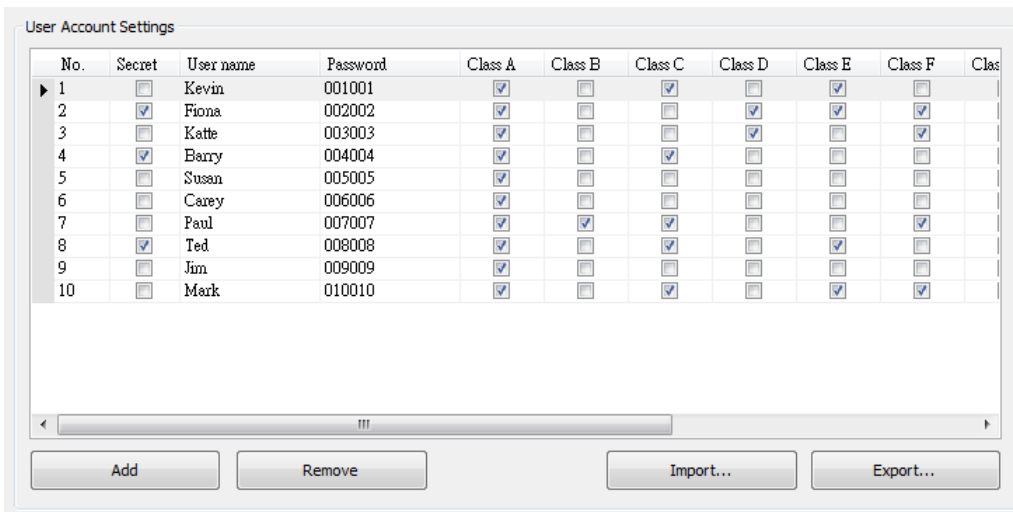 User Account Settings
No. Secret User name Password Class A Class B Class C Class D Class E Class F Clas
1 Kevin 001001
2 Fiona 002002
3 Katte 003003
4 Barry 004004
5 Susan 005005
6 Carey 006006
7 Paul 007007
8 Ted 008008
9 Jim 009009
10 Mark 010010
Add Remove Import... Export...